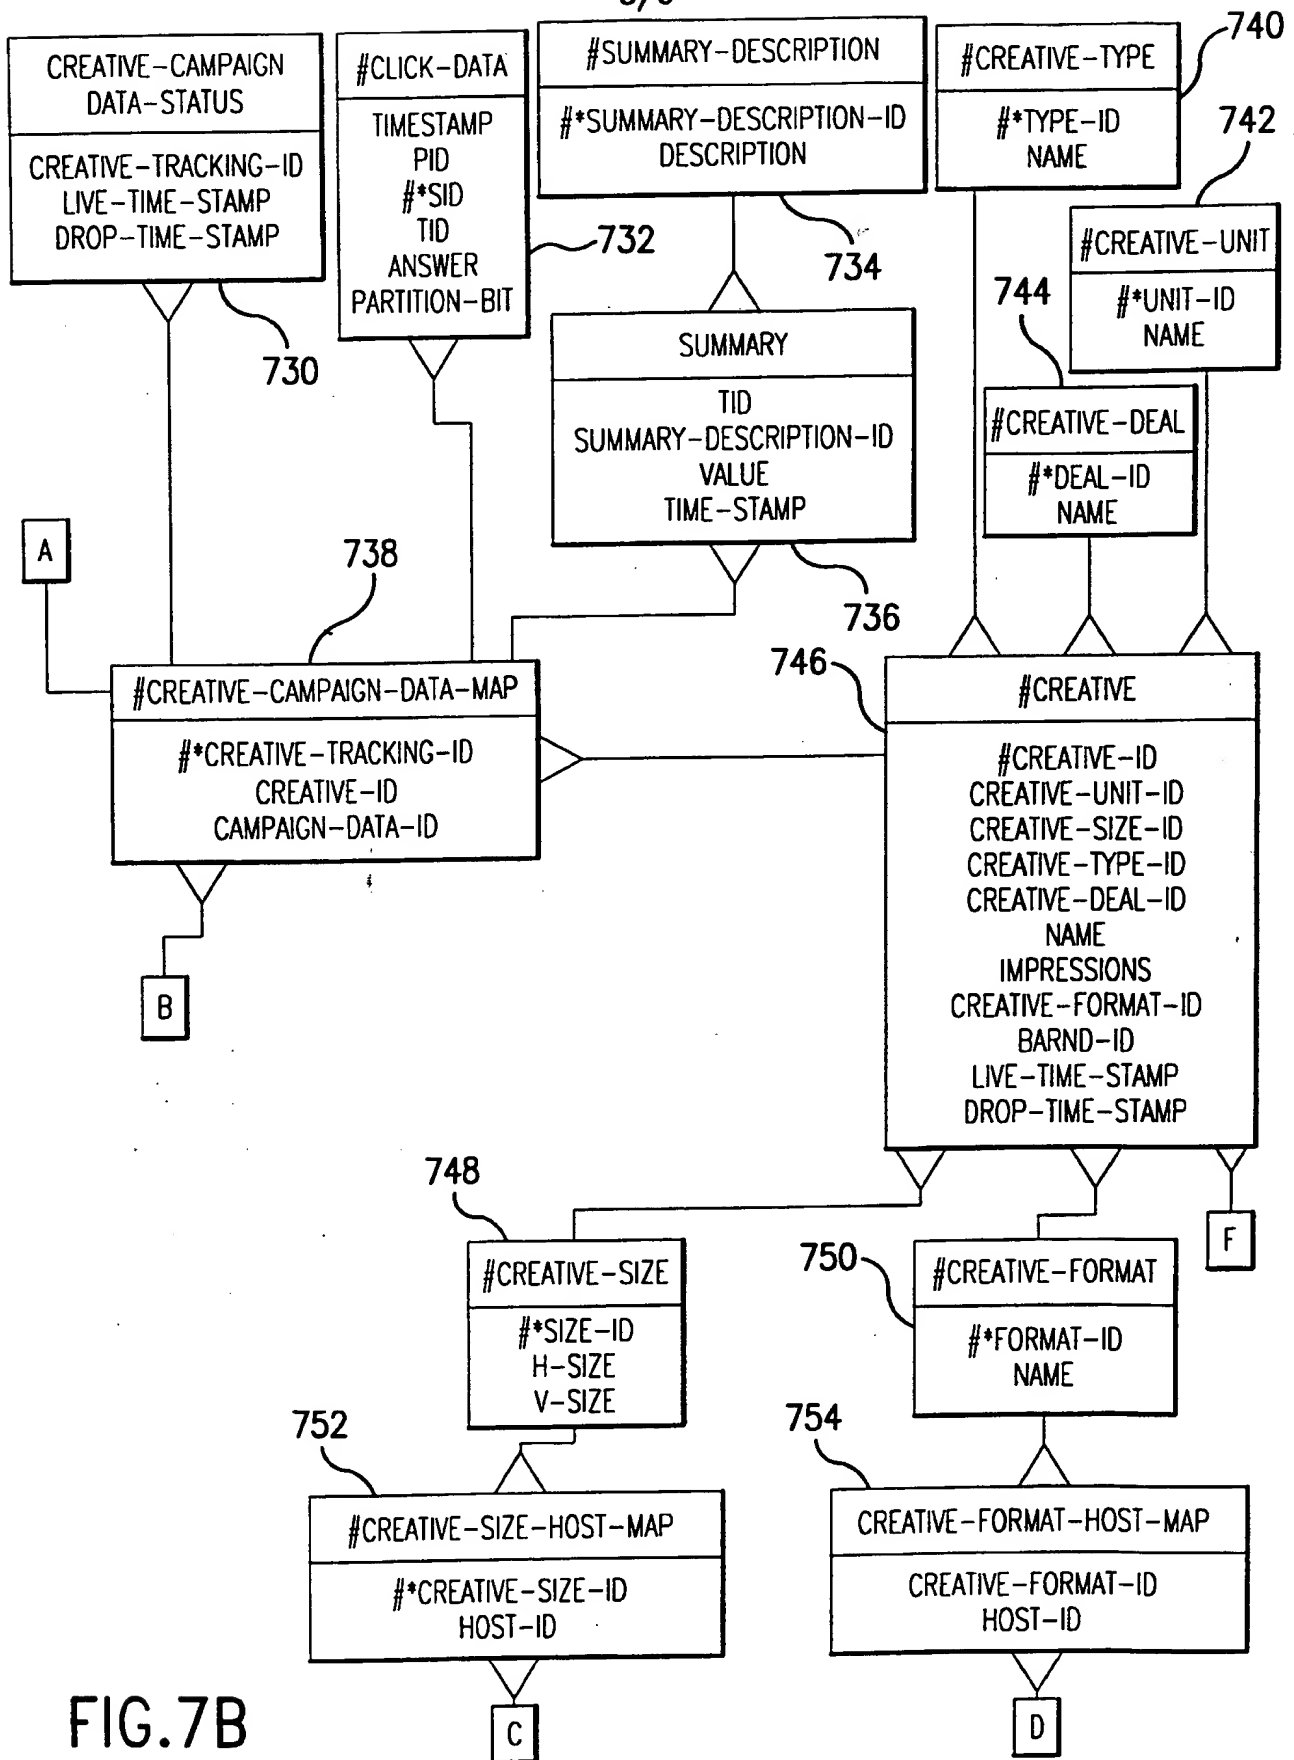 CREATIVE-CAMPAIGN
DATA-STATUS
CREATIVE-TRACKING-ID
LIVE-TIME-STAMP
DROP-TIME-STAMP
730
#CLICK-DATA
TIMESTAMP
PID
#*SID
TID
ANSWER
PARTITION-BIT
732
#SUMMARY-DESCRIPTION
#*SUMMARY-DESCRIPTION-ID
DESCRIPTION
734
#CREATIVE-TYPE
#*TYPE-ID
NAME
740
742
#CREATIVE-UNIT
#*UNIT-ID
NAME
744
#CREATIVE-DEAL
#*DEAL-ID
NAME
SUMMARY
TID
SUMMARY-DESCRIPTION-ID
VALUE
TIME-STAMP
736
A
738
#CREATIVE-CAMPAIGN-DATA-MAP
#*CREATIVE-TRACKING-ID
CREATIVE-ID
CAMPAIGN-DATA-ID
B
746
#CREATIVE
#CREATIVE-ID
CREATIVE-UNIT-ID
CREATIVE-SIZE-ID
CREATIVE-TYPE-ID
CREATIVE-DEAL-ID
NAME
IMPRESSIONS
CREATIVE-FORMAT-ID
BARND-ID
LIVE-TIME-STAMP
DROP-TIME-STAMP
F
748
#CREATIVE-SIZE
#*SIZE-ID
H-SIZE
V-SIZE
750
#CREATIVE-FORMAT
#*FORMAT-ID
NAME
752
#CREATIVE-SIZE-HOST-MAP
#*CREATIVE-SIZE-ID
HOST-ID
C
754
CREATIVE-FORMAT-HOST-MAP
CREATIVE-FORMAT-ID
HOST-ID
D
FIG.7B